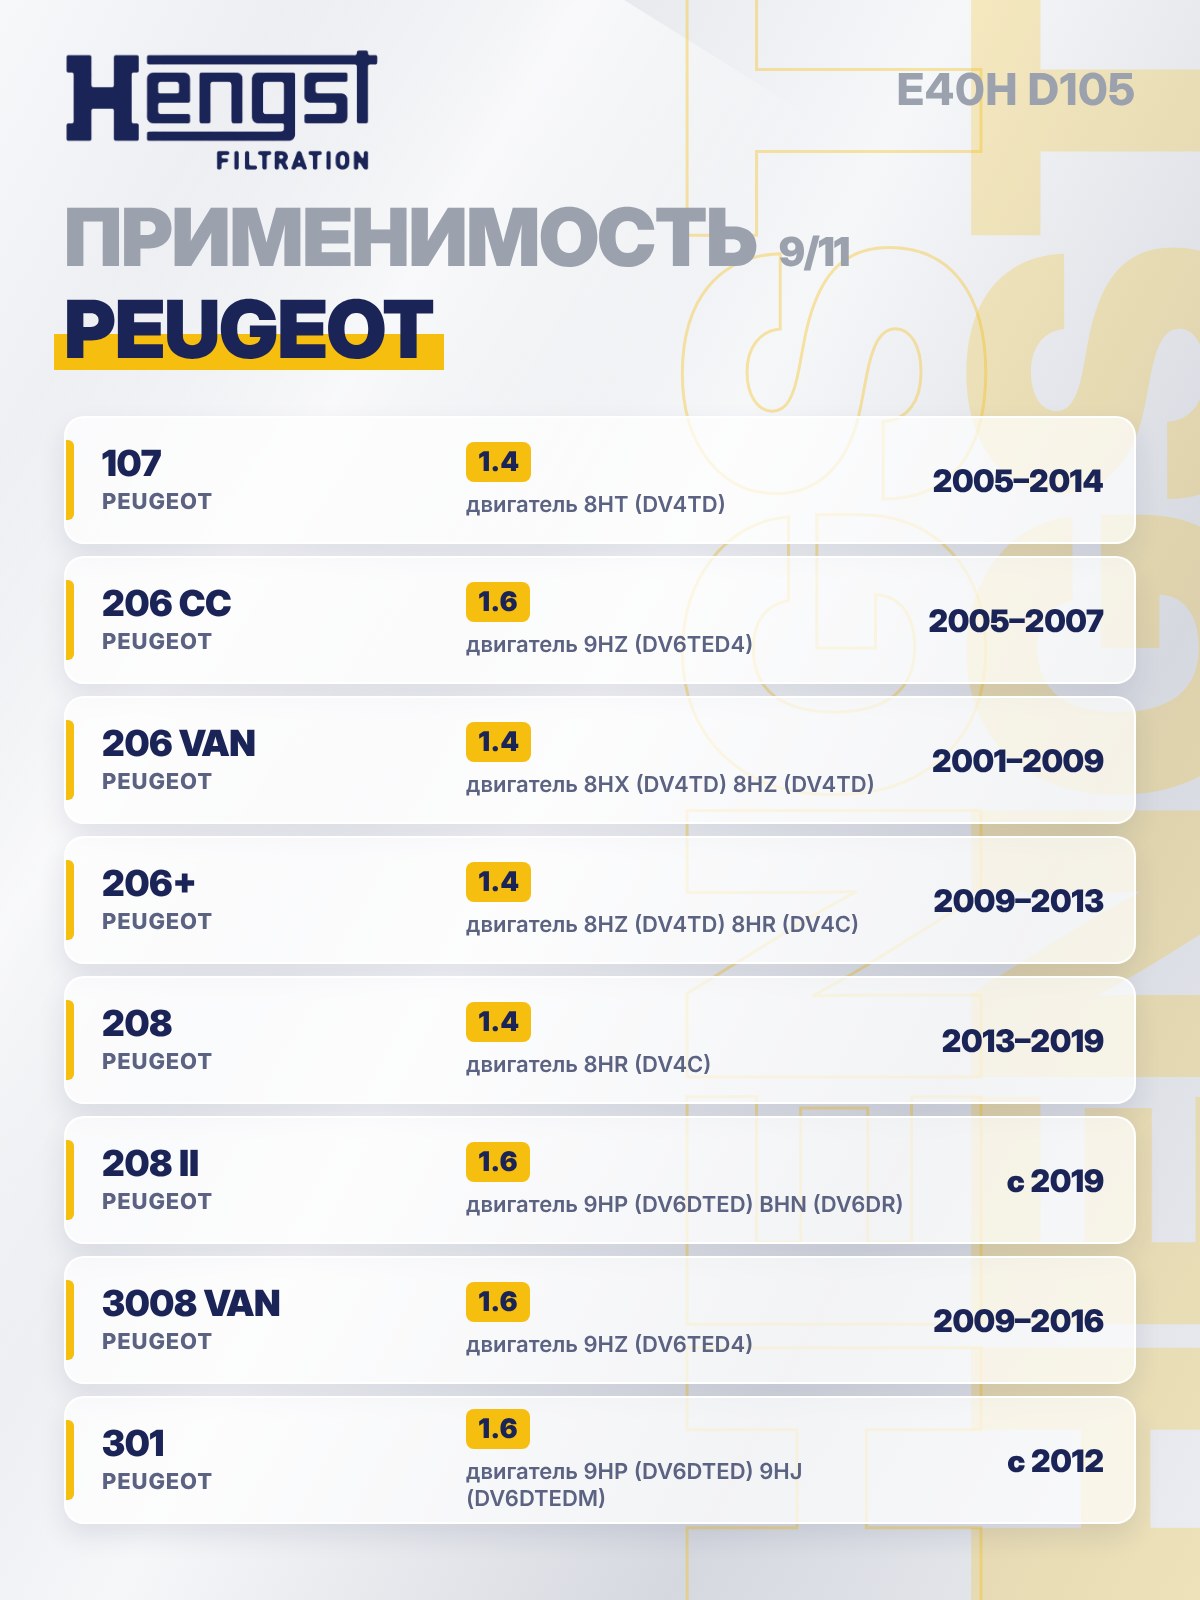 Hengst
FILTRATION
E40H D105
ПРИМЕНИМОСТЬ 9/11
PEUGEOT
107
PEUGEOT
1.4
двигатель 8HT (DV4TD)
2005–2014
206 CC
PEUGEOT
1.6
двигатель 9HZ (DV6TED4)
2005–2007
206 VAN
PEUGEOT
1.4
двигатель 8HX (DV4TD) 8HZ (DV4TD)
2001–2009
206+
PEUGEOT
1.4
двигатель 8HZ (DV4TD) 8HR (DV4C)
2009–2013
208
PEUGEOT
1.4
двигатель 8HR (DV4C)
2013–2019
208 II
PEUGEOT
1.6
двигатель 9HP (DV6DTED) BHN (DV6DR)
с 2019
3008 VAN
PEUGEOT
1.6
двигатель 9HZ (DV6TED4)
2009–2016
301
PEUGEOT
1.6
двигатель 9HP (DV6DTED) 9HJ
(DV6DTEDM)
с 2012
HENGST
HENGST